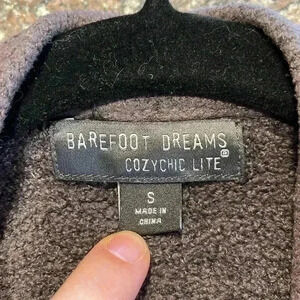 BAREFOOT DREAMS
COZYCHIC LITE®
S
MADE IN
CHINA